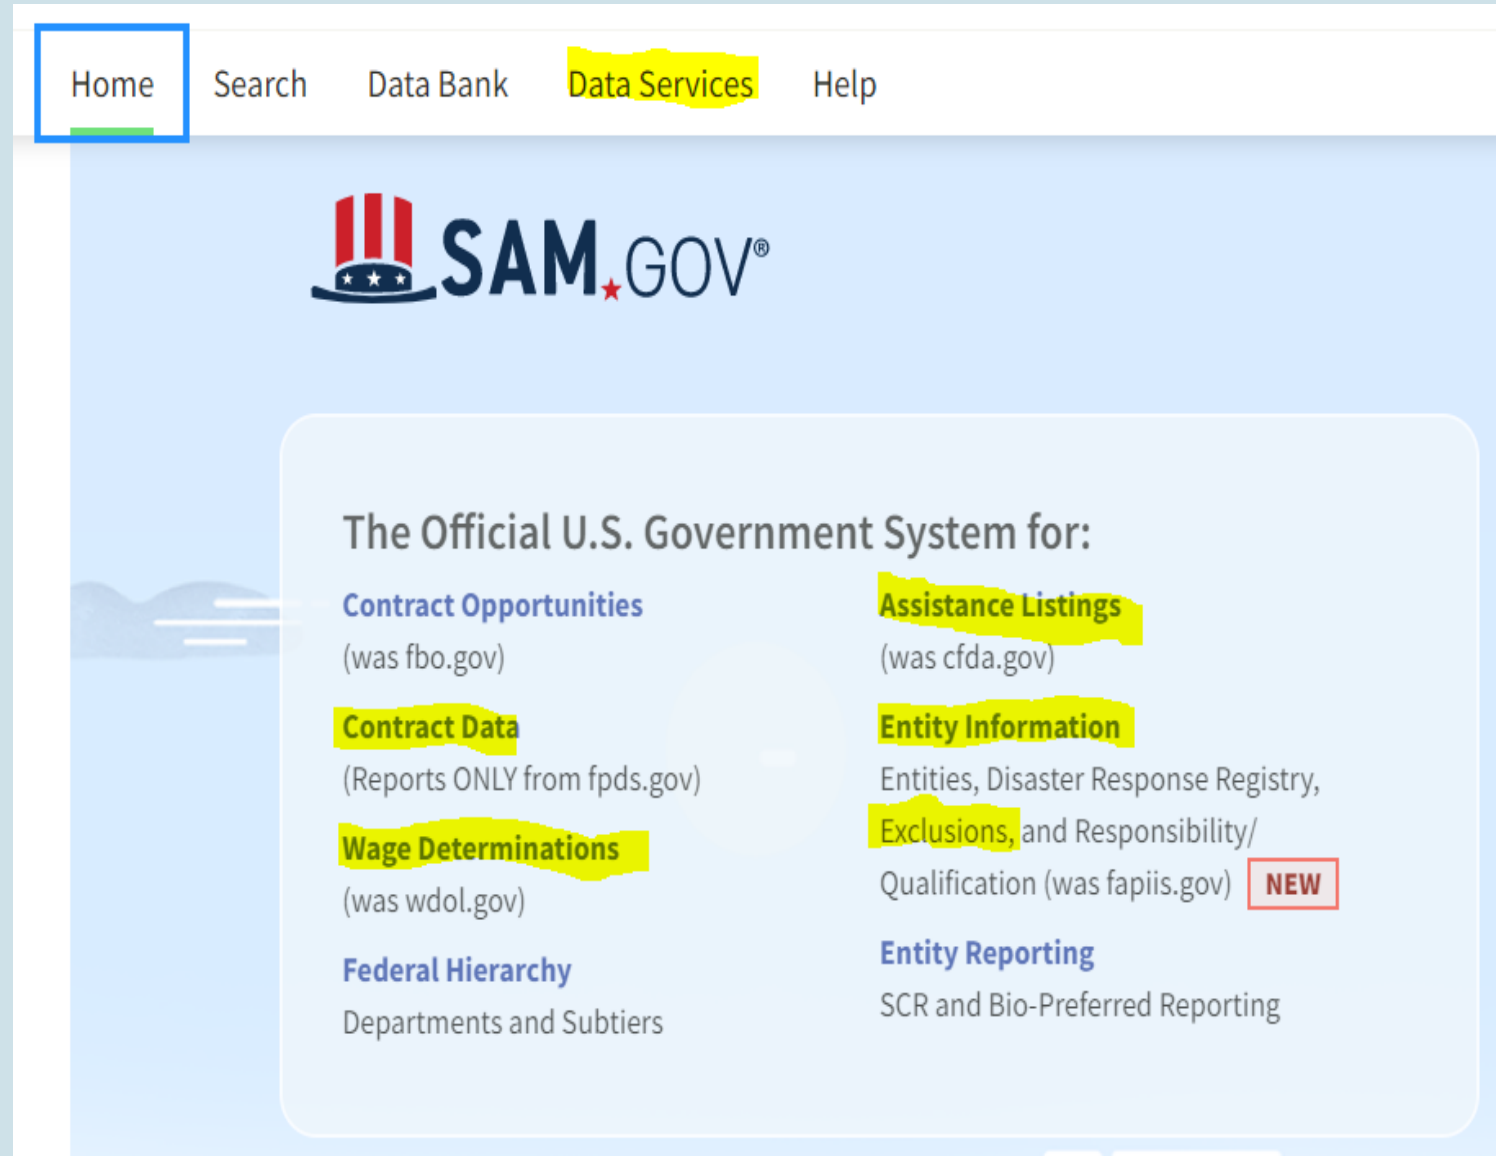 Home Search Data Bank Data Services Help
SAM.GOV®
The Official U.S. Government System for:
Contract Opportunities
(was fbo.gov)
Contract Data
(Reports ONLY from fpds.gov)
Wage Determinations
(was wdol.gov)
Federal Hierarchy
Departments and Subtiers
Assistance Listings
(was cfda.gov)
Entity Information
Entities, Disaster Response Registry,
Exclusions, and Responsibility/
Qualification (was fapiis.gov) NEW
Entity Reporting
SCR and Bio-Preferred Reporting